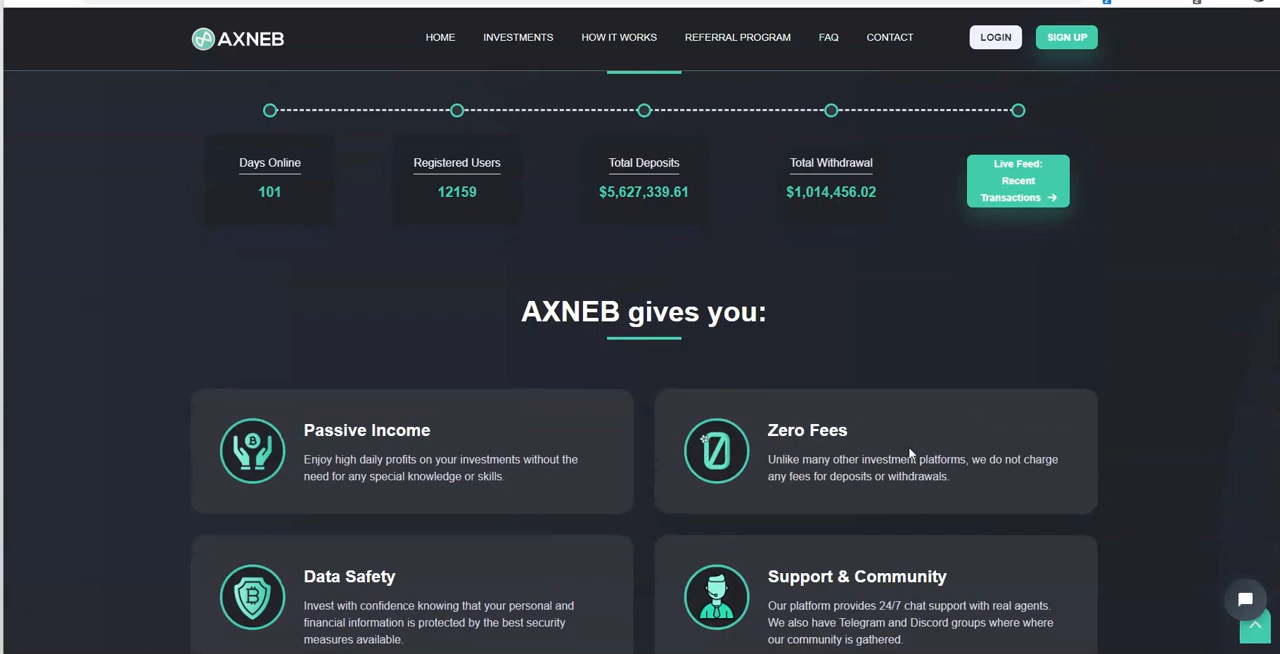 AXNEB
HOME
INVESTMENTS
HOW IT WORKS
REFERRAL PROGRAM
FAQ
CONTACT
LOGIN
SIGN UP
Days Online
101
Registered Users
12159
Total Deposits
$5,627,339.61
Total Withdrawal
$1,014,456.02
Live Feed:
Recent
Transactions →
AXNEB gives you:
Passive Income
Enjoy high daily profits on your investments without the
need for any special knowledge or skills.
Zero Fees
Unlike many other investment platforms, we do not charge
any fees for deposits or withdrawals.
Data Safety
Invest with confidence knowing that your personal and
financial information is protected by the best security
measures available.
Support & Community
Our platform provides 24/7 chat support with real agents.
We also have Telegram and Discord groups where where
our community is gathered.